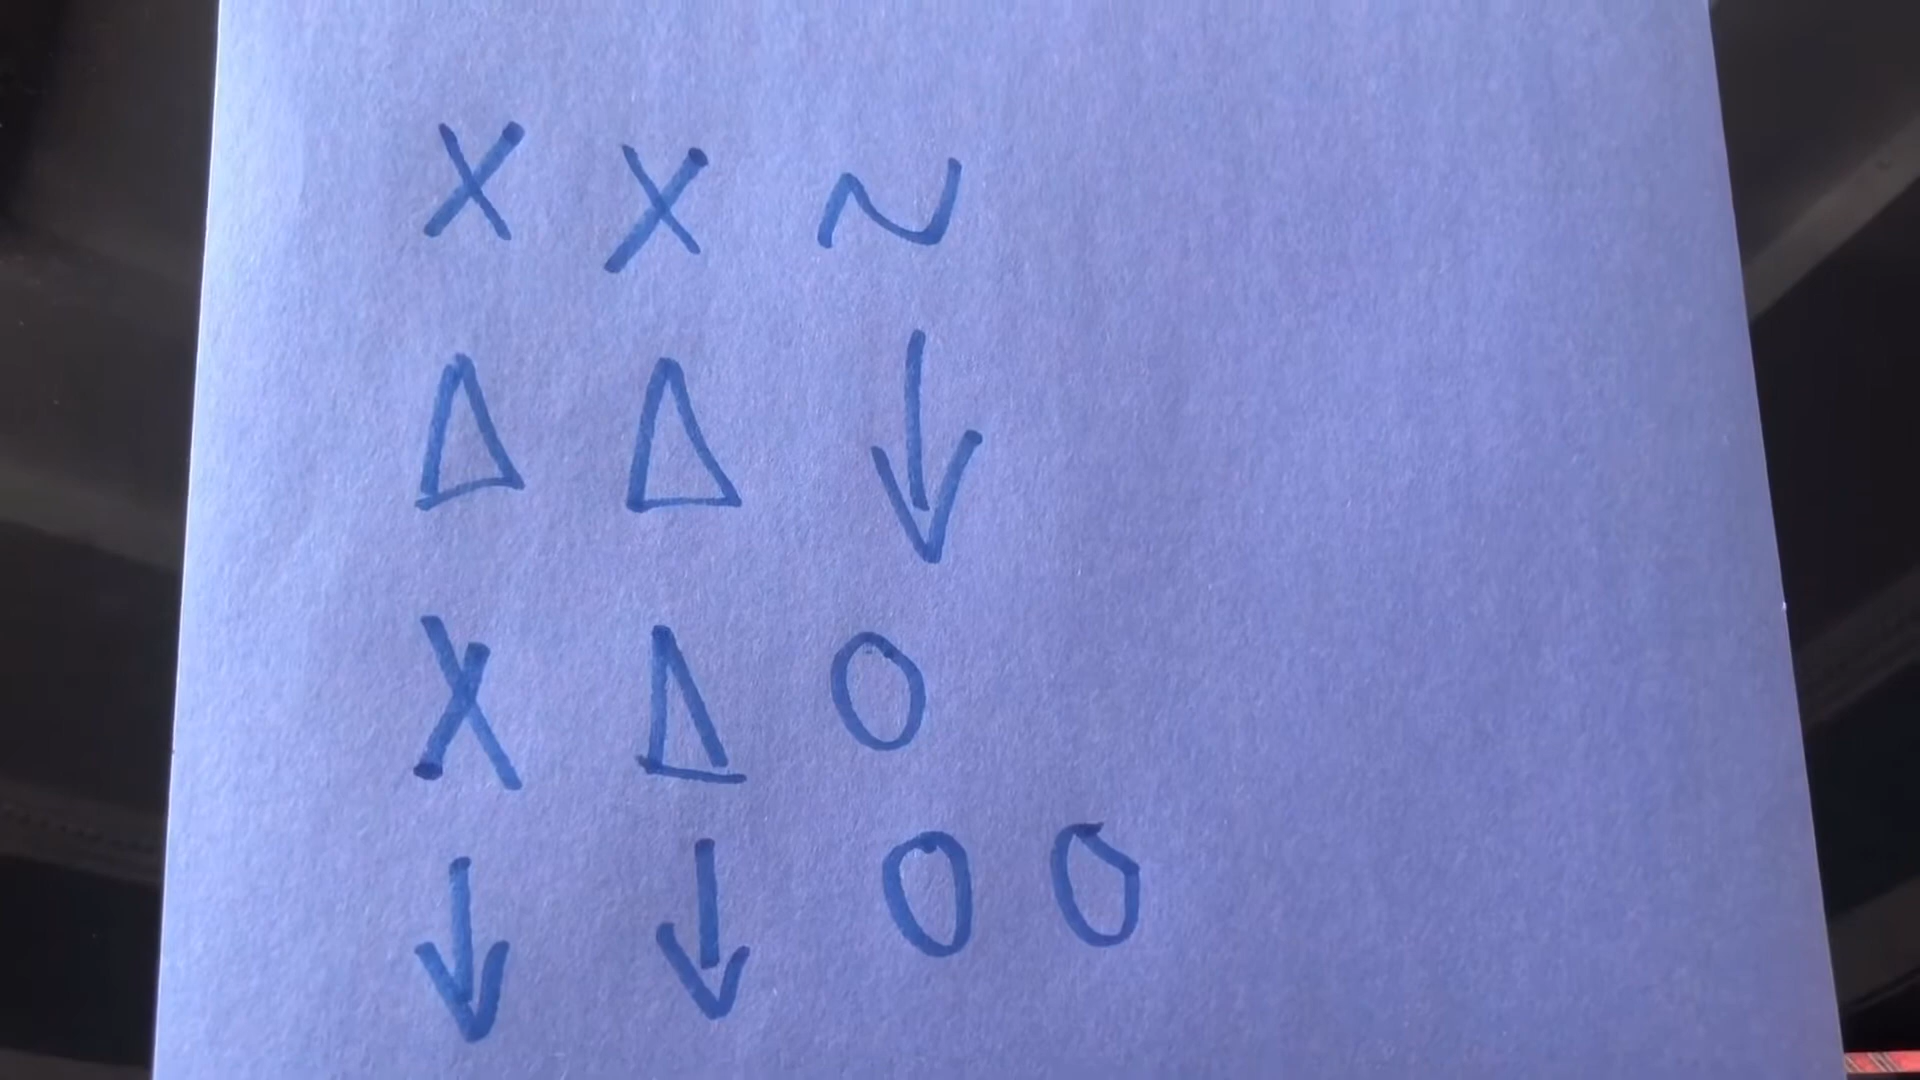 X X ~
Δ Δ ↓
X Δ O
↓ ↓ O O